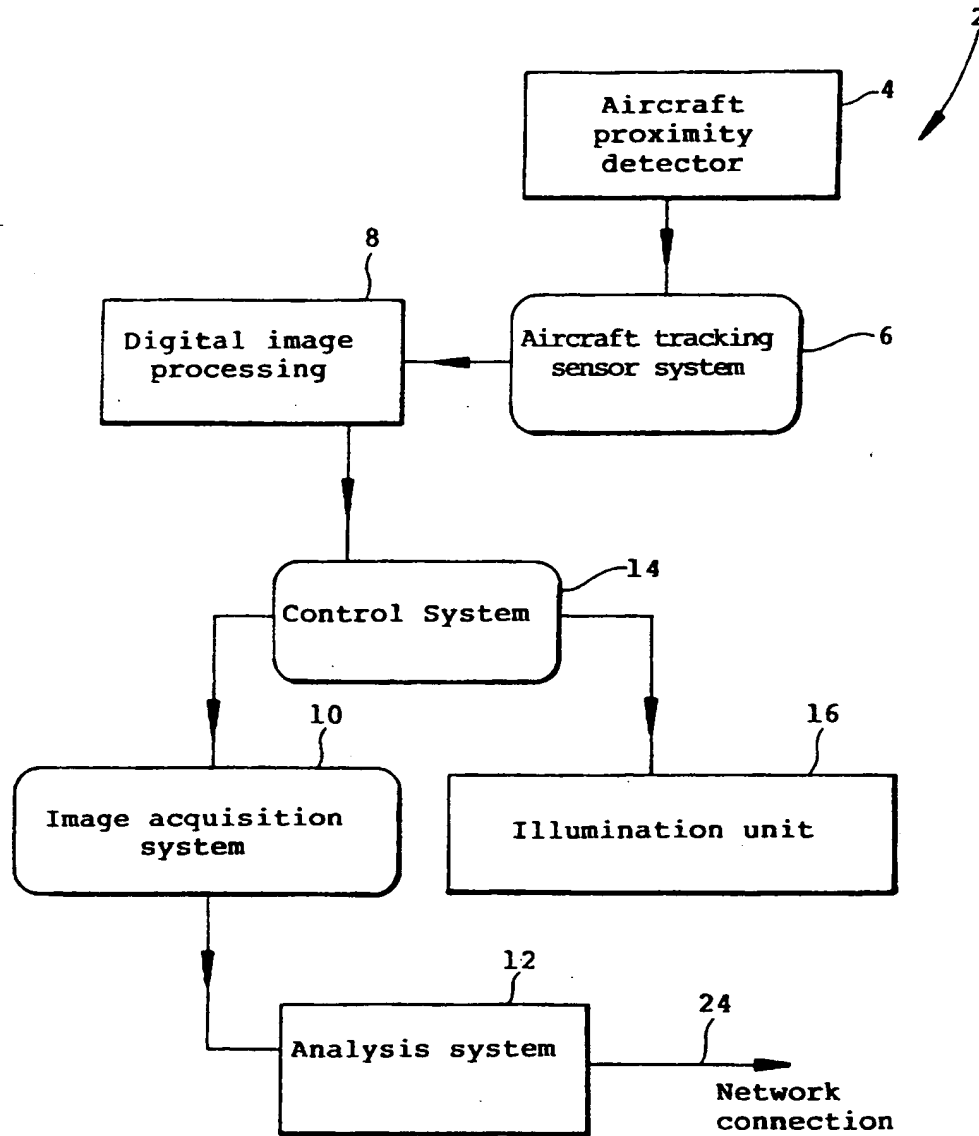 2
Aircraft
proximity
detector
4
8
Digital image
processing
Aircraft tracking
sensor system
6
Control System
14
10
Image acquisition
system
16
Illumination unit
12
Analysis system
24
Network
connection